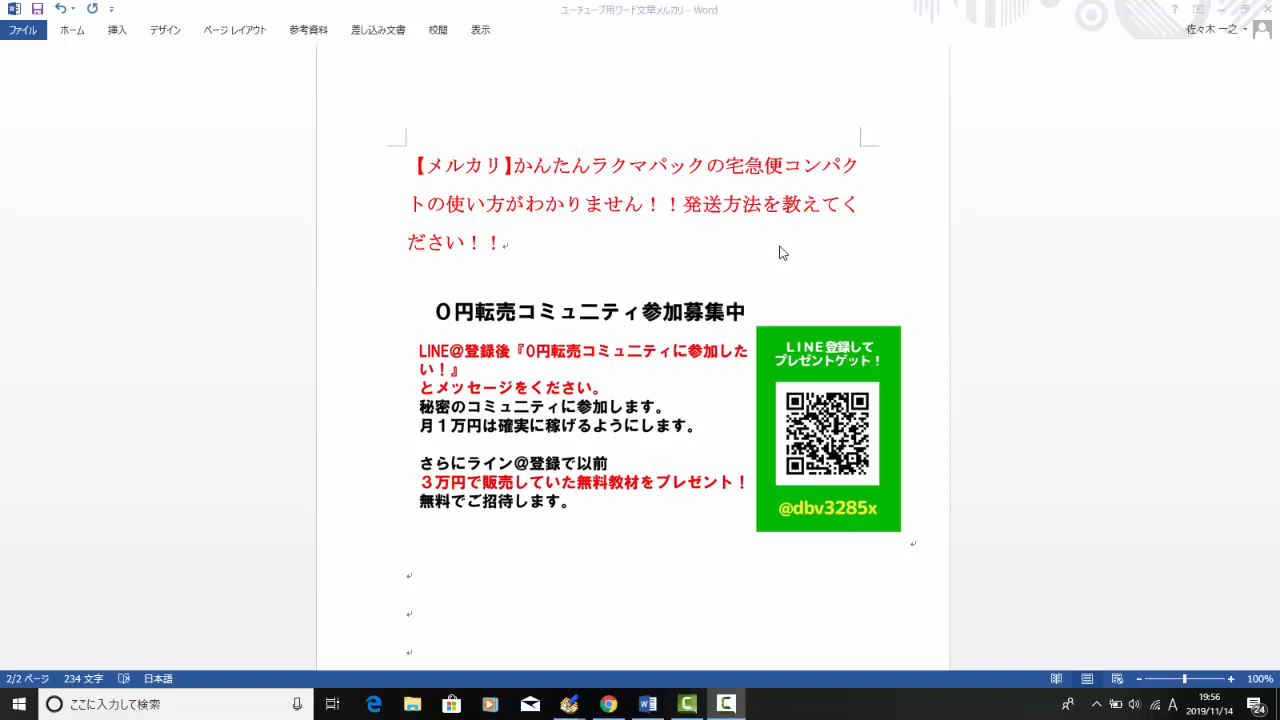 ユーチューブ用ワード文章メルカリ - Word
ファイル ホーム 挿入 デザイン ページ レイアウト 参考資料 差し込み文書 校閲 表示 佐々木 一之
【メルカリ】かんたんラクマパックの宅急便コンパク
トの使い方がわかりません！！発送方法を教えてく
ださい！！
０円転売コミュニティ参加募集中
LINE@登録後『0円転売コミュニティに参加した
い！』
とメッセージをください。
秘密のコミュニティに参加します。
月１万円は確実に稼げるようにします。
さらにライン@登録で以前
３万円で販売していた無料教材をプレゼント！
無料でご招待します。
ＬＩＮＥ登録して
プレゼントゲット！
@dbv3285x
2/2 ページ 234 文字 日本語 100%
ここに入力して検索
19:56
2019/11/14
24